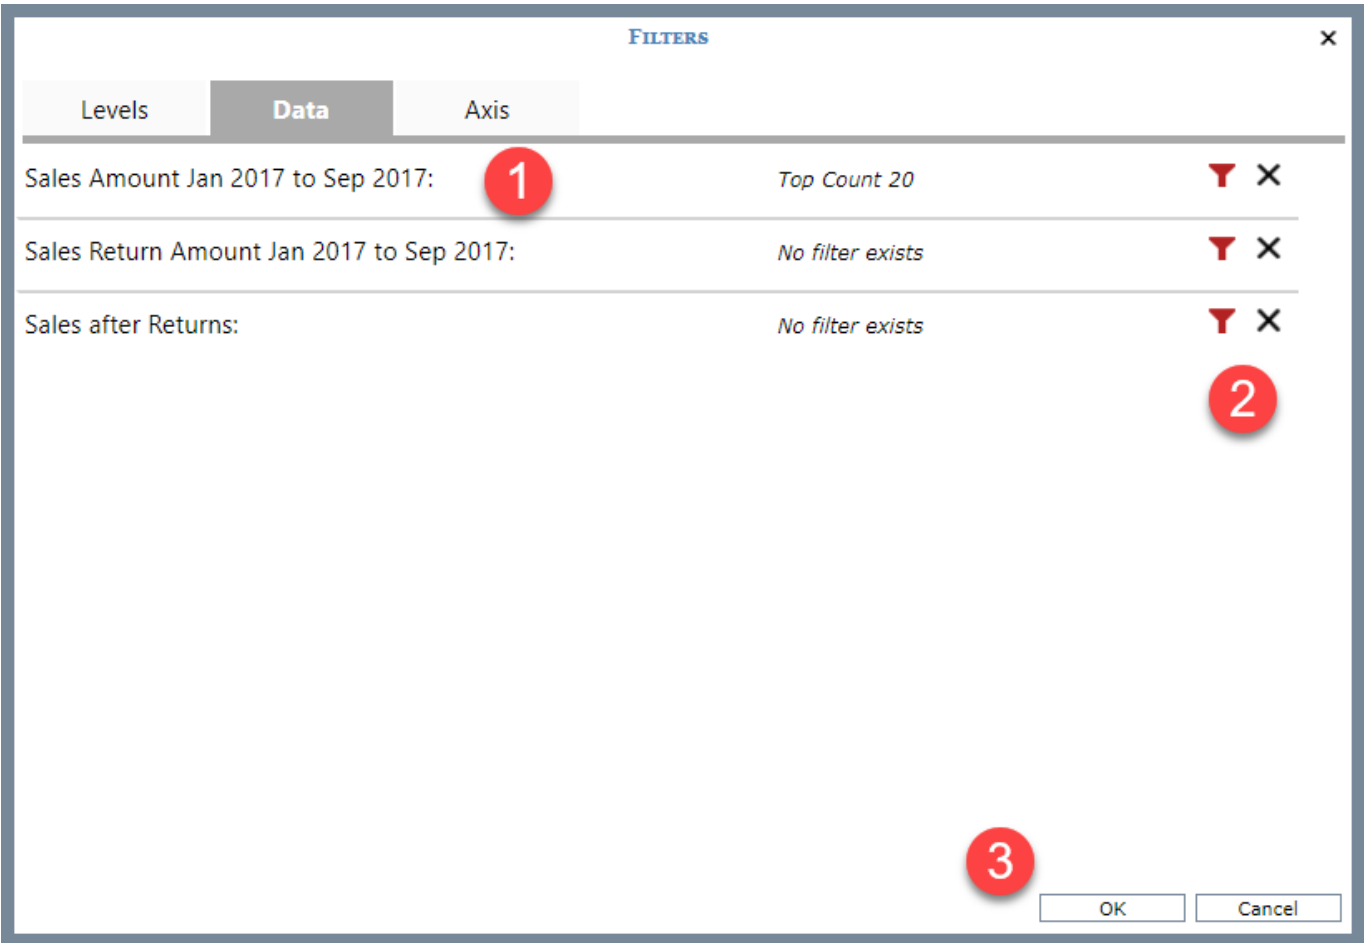 Filters
Levels Data Axis
Sales Amount Jan 2017 to Sep 2017: 1 Top Count 20
Sales Return Amount Jan 2017 to Sep 2017: No filter exists
Sales after Returns: No filter exists
2
3
OK Cancel